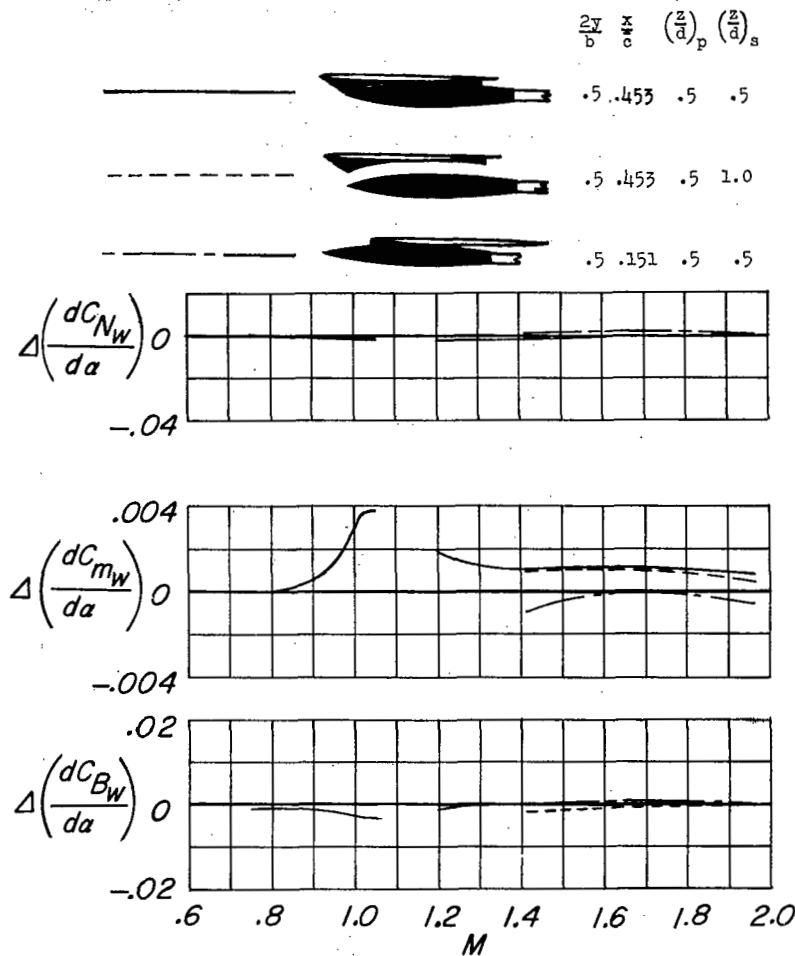 2y/b x/c (z/d)p (z/d)s
.5 .453 .5 .5
.5 .453 .5 1.0
.5 .151 .5 .5
Δ(dCNw/dα) 0
-.04
.004
Δ(dCmw/dα) 0
-.004
.02
Δ(dCBw/dα) 0
-.02
.6 .8 1.0 1.2 1.4 1.6 1.8 2.0
M